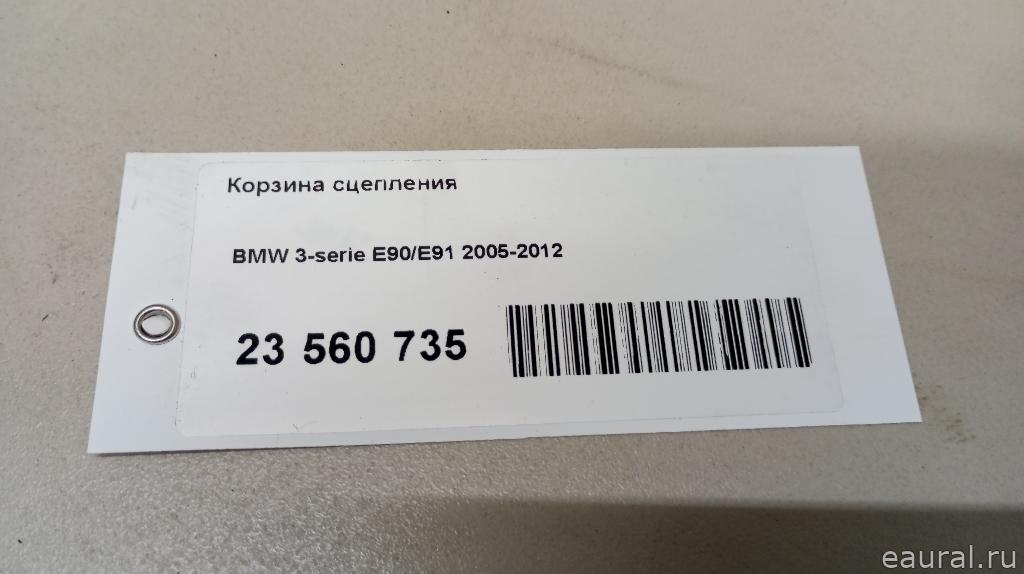 Корзина сцепления
BMW 3-serie E90/E91 2005-2012
23 560 735
eaural.ru